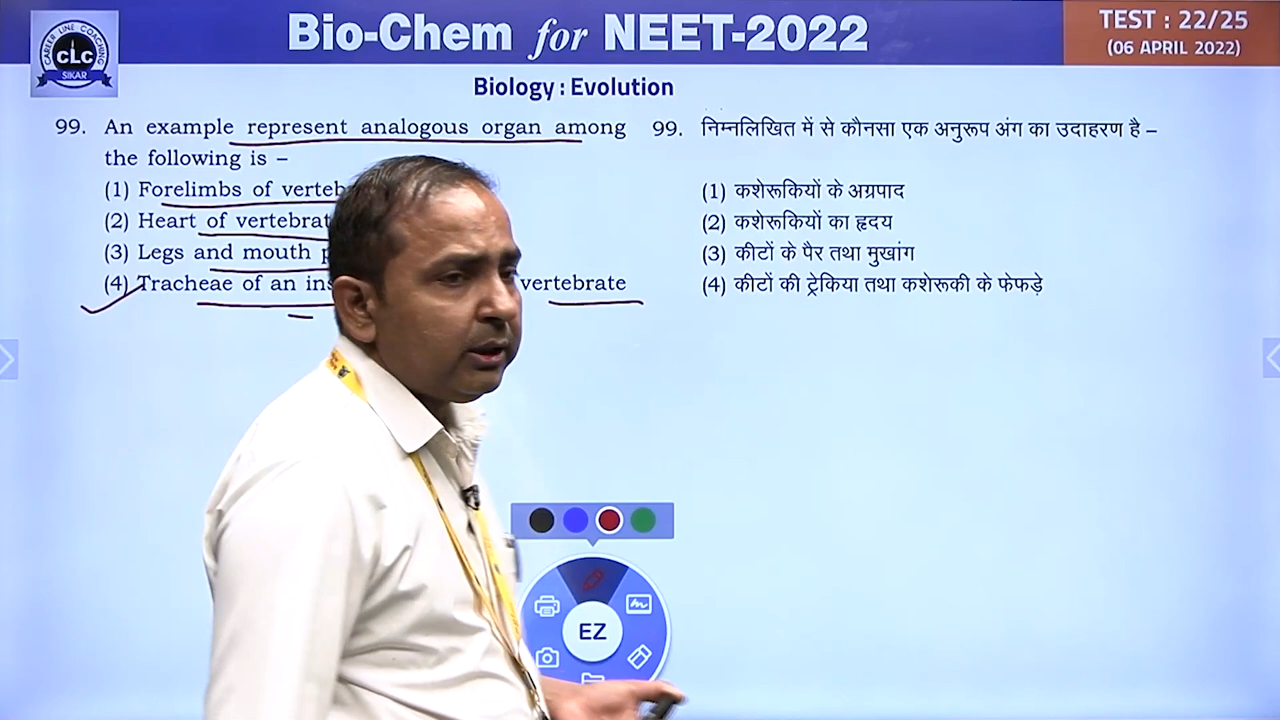 CAREER LINE COACHING
CLC
SIKAR
Bio-Chem for NEET-2022
TEST : 22/25
(06 APRIL 2022)
Biology : Evolution
99. An example represent analogous organ among
the following is –
(1) Forelimbs of
(2) Heart of
(3) Legs and mouth
(4) Tracheae of an vertebrate
99. निम्नलिखित में से कौनसा एक अनुरूप अंग का उदाहरण है –
(1) कशेरूकियों के अग्रपाद
(2) कशेरूकियों का हृदय
(3) कीटों के पैर तथा मुखांग
(4) कीटों की ट्रेकिया तथा कशेरूकी के फेफड़े
EZ